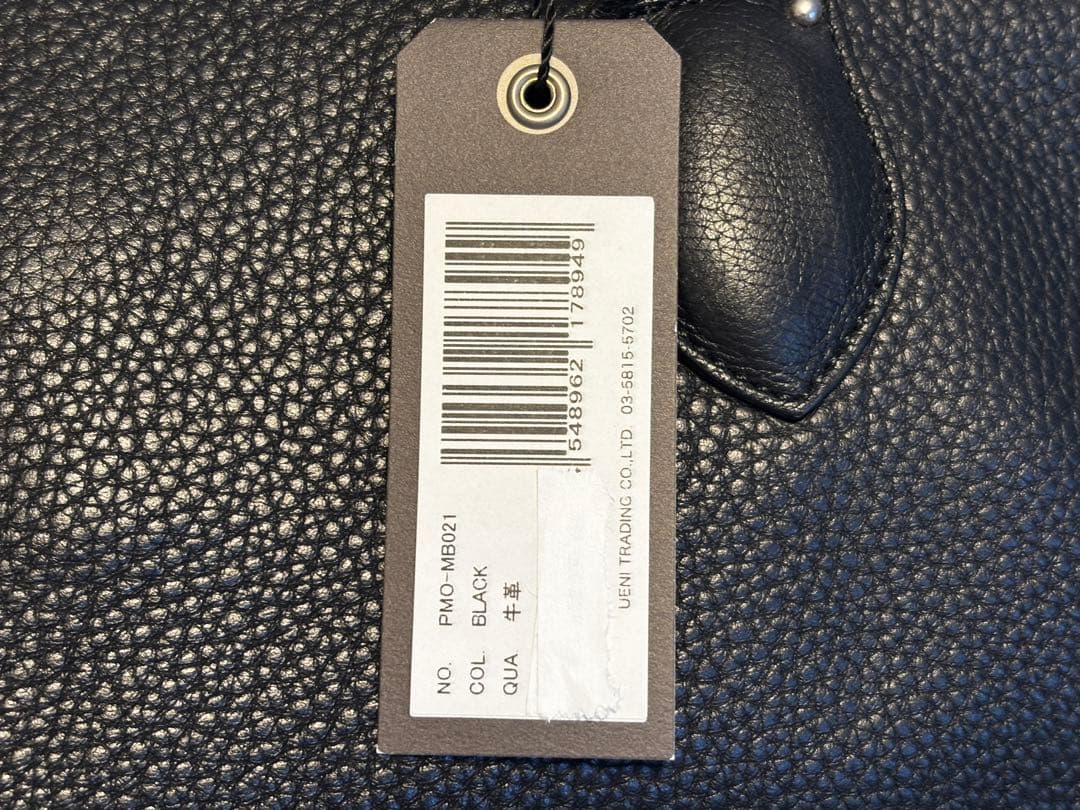 548962 178949
NO. PMO-MB021
COL. BLACK
QUA 牛革
UENI TRADING CO.,LTD. 03-5815-5702